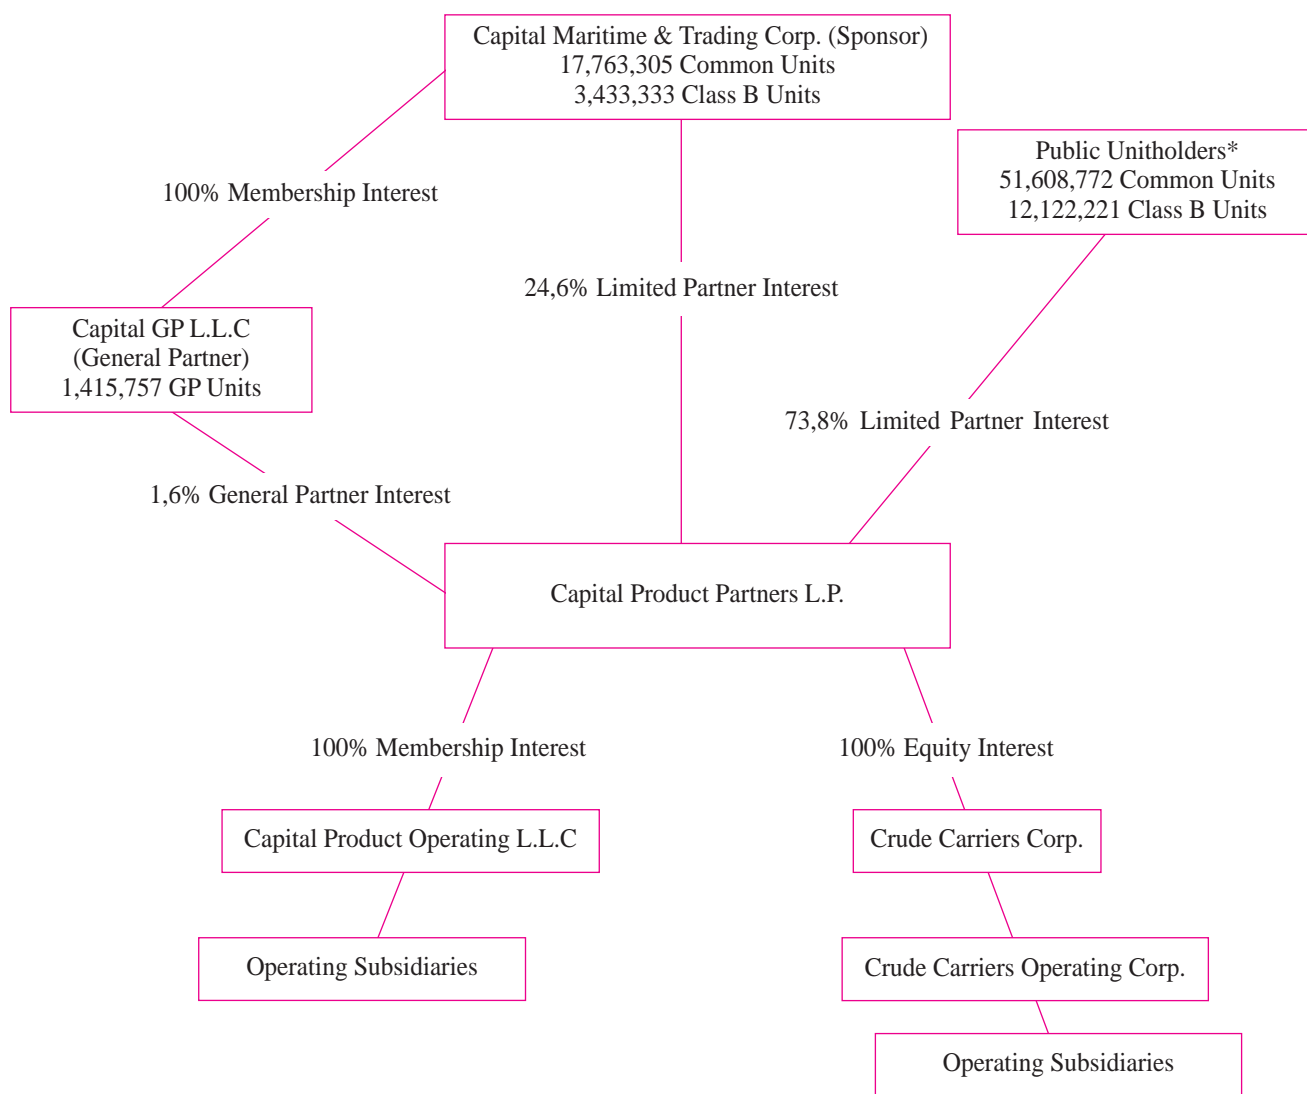 Capital Maritime & Trading Corp. (Sponsor)
17,763,305 Common Units
3,433,333 Class B Units
Public Unitholders*
51,608,772 Common Units
12,122,221 Class B Units
100% Membership Interest
24,6% Limited Partner Interest
Capital GP L.L.C
(General Partner)
1,415,757 GP Units
73,8% Limited Partner Interest
1,6% General Partner Interest
Capital Product Partners L.P.
100% Membership Interest
100% Equity Interest
Capital Product Operating L.L.C
Crude Carriers Corp.
Operating Subsidiaries
Crude Carriers Operating Corp.
Operating Subsidiaries